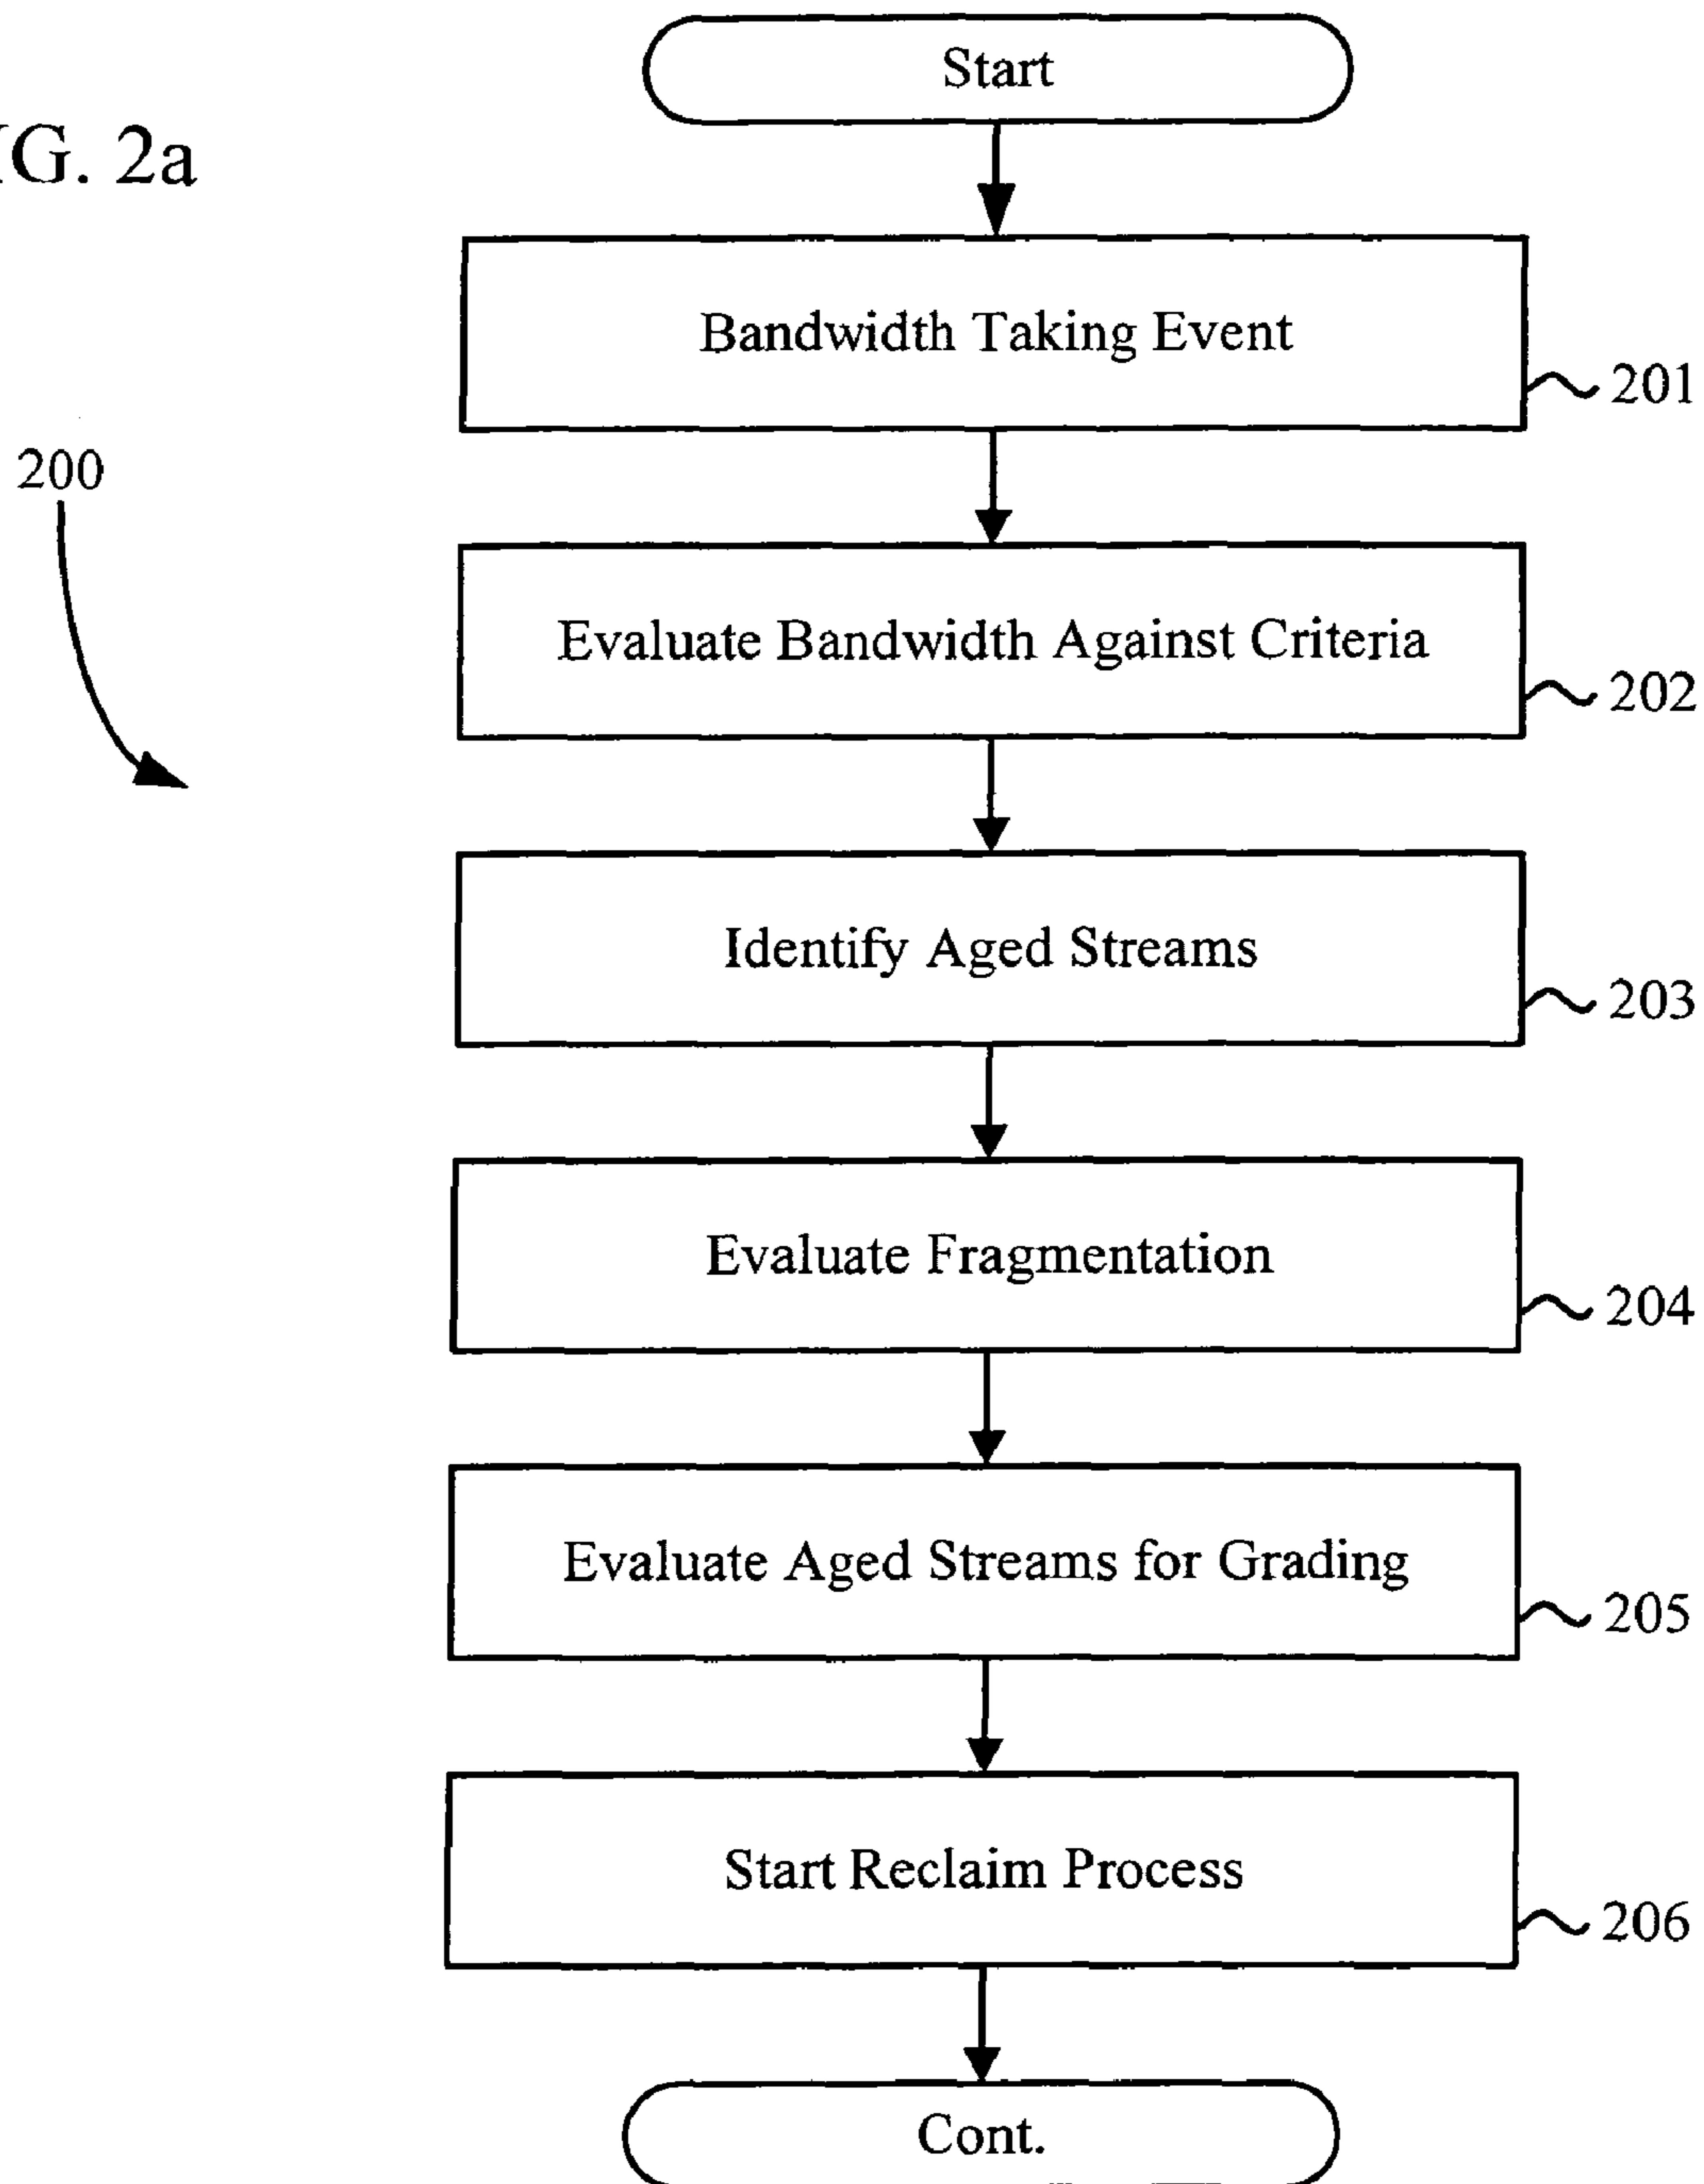 Start
G. 2a
Bandwidth Taking Event
201
200
Evaluate Bandwidth Against Criteria
202
Identify Aged Streams
203
Evaluate Fragmentation
204
Evaluate Aged Streams for Grading
205
Start Reclaim Process
206
Cont.